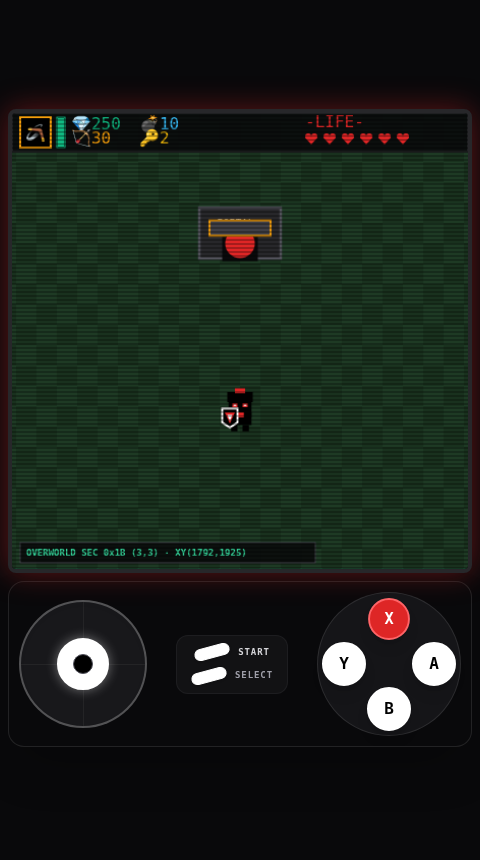 -LIFE-
250
10
30
2
OVERWORLD SEC 0x1B (3,3) · XY(1792,1925)
X
START
Y
A
SELECT
B